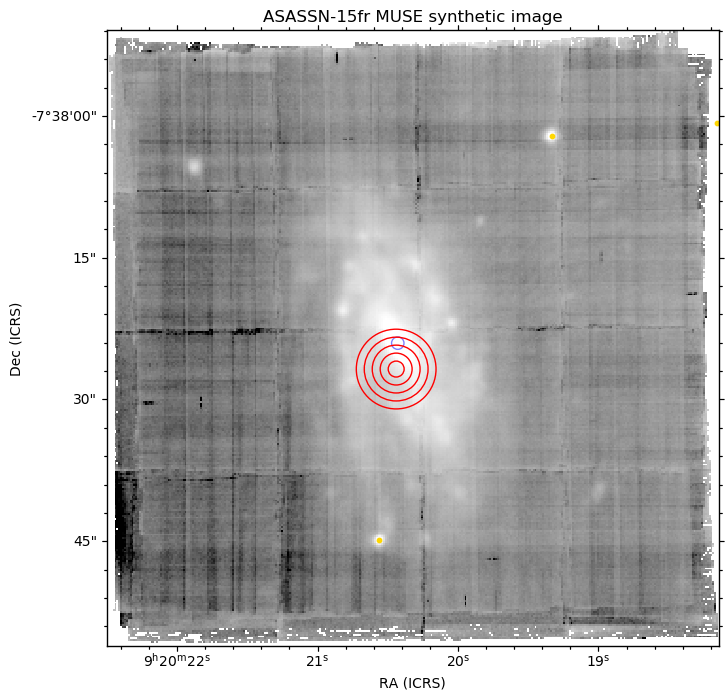 ASASSN-15fr MUSE synthetic image
-7°38'00"
15"
30"
45"
Dec (ICRS)
9ʰ20ᵐ22ˢ
21ˢ
20ˢ
19ˢ
RA (ICRS)